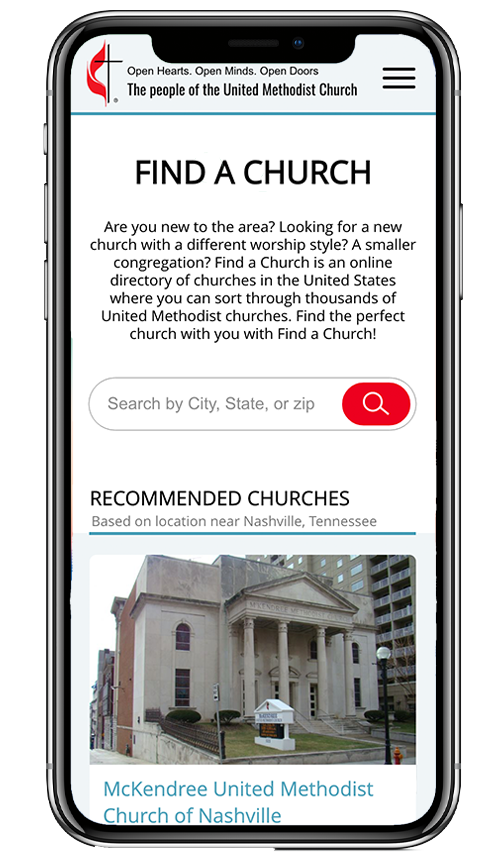 Open Hearts. Open Minds. Open Doors
The people of the United Methodist Church
FIND A CHURCH
Are you new to the area? Looking for a new
church with a different worship style? A smaller
congregation? Find a Church is an online
directory of churches in the United States
where you can sort through thousands of
United Methodist churches. Find the perfect
church with you with Find a Church!
Search by City, State, or zip
RECOMMENDED CHURCHES
Based on location near Nashville, Tennessee
McKENDREE
McKendree United Methodist
Church of Nashville